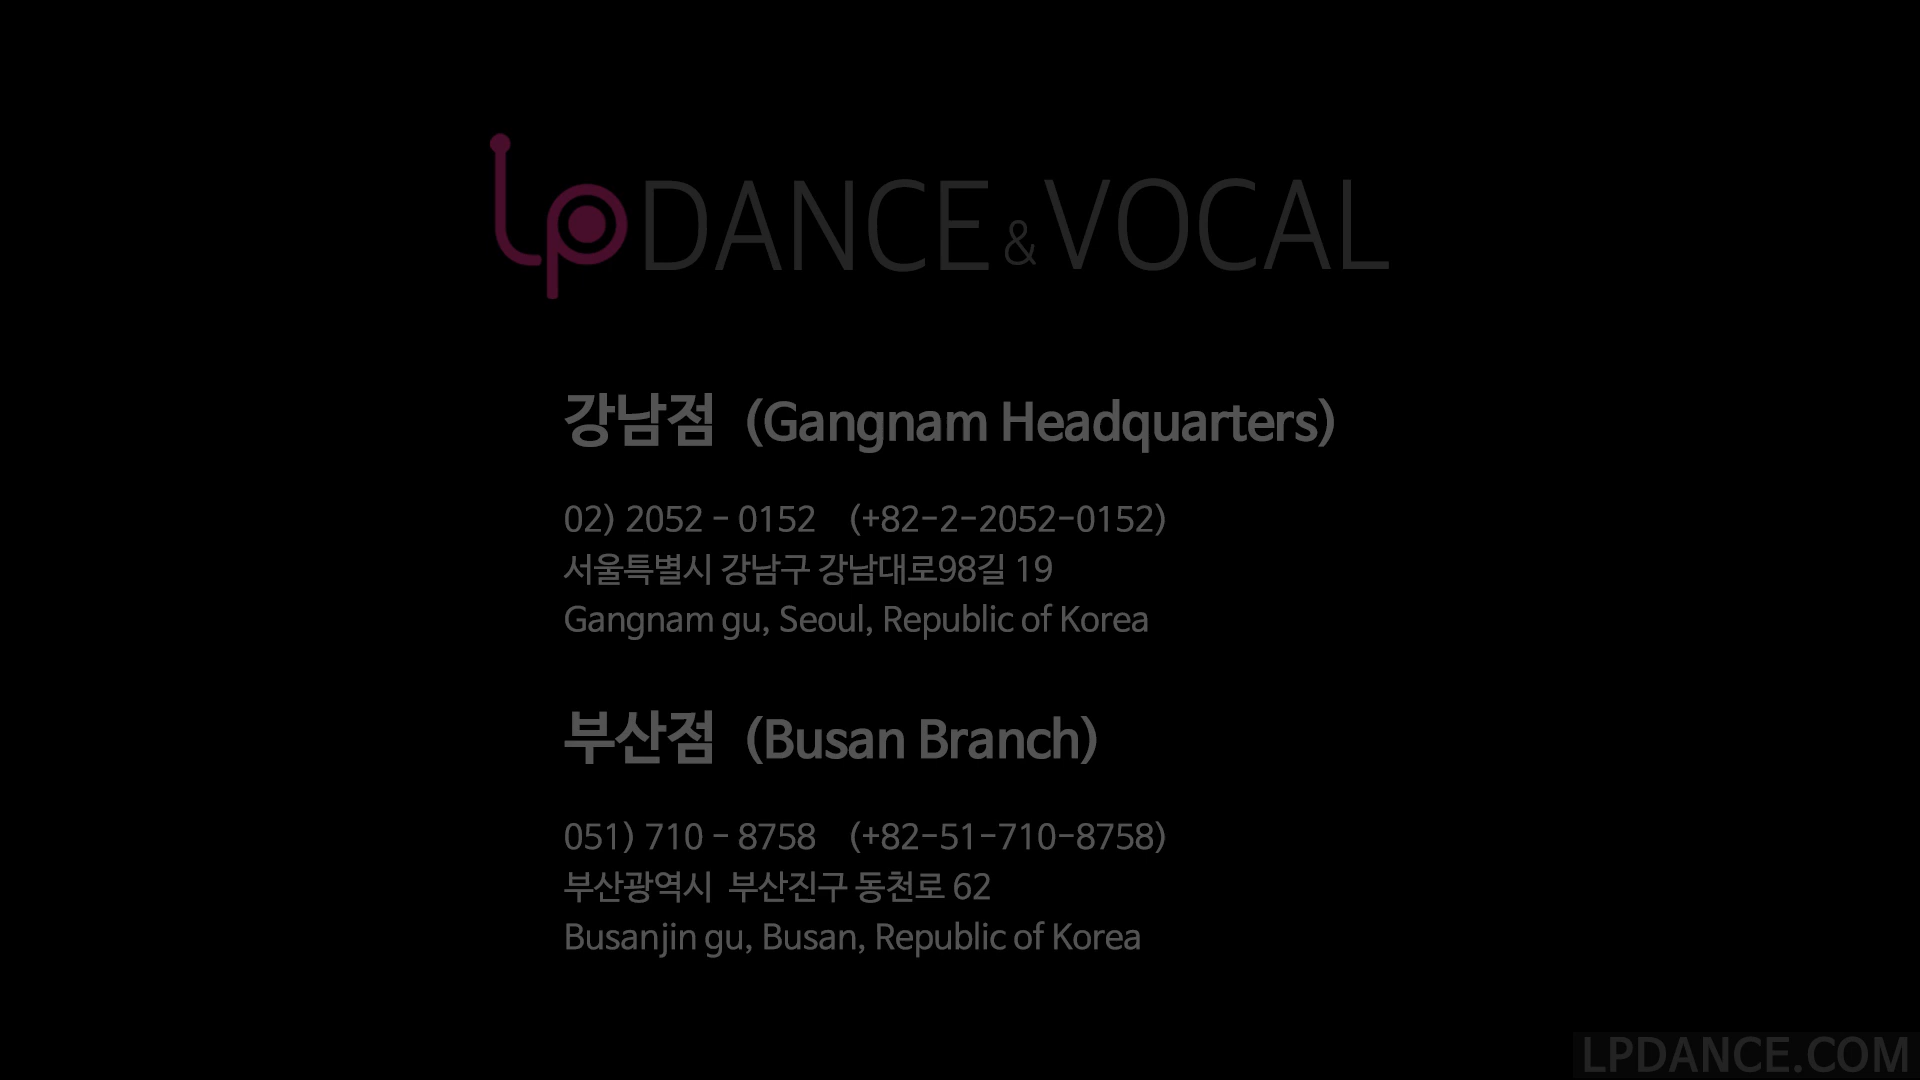 Lp DANCE & VOCAL
강남점 (Gangnam Headquarters)
02) 2052 - 0152 (+82-2-2052-0152)
서울특별시 강남구 강남대로98길 19
Gangnam gu, Seoul, Republic of Korea
부산점 (Busan Branch)
051) 710 - 8758 (+82-51-710-8758)
부산광역시 부산진구 동천로 62
Busanjin gu, Busan, Republic of Korea
LPDANCE.COM